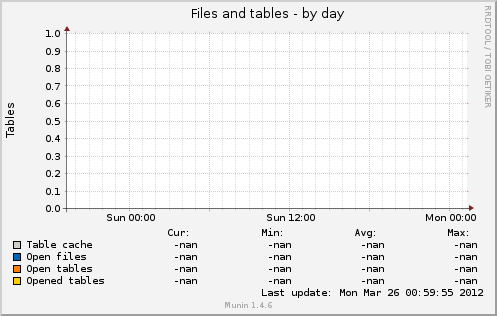 Files and tables - by day
RRDTOOL / TOBI OETIKER
Tables
1.0
0.9
0.8
0.7
0.6
0.5
0.4
0.3
0.2
0.1
0.0
Sun 00:00 Sun 12:00 Mon 00:00
Cur: Min: Avg: Max:
Table cache -nan -nan -nan -nan
Open files -nan -nan -nan -nan
Open tables -nan -nan -nan -nan
Opened tables -nan -nan -nan -nan
Last update: Mon Mar 26 00:59:55 2012
Munin 1.4.6